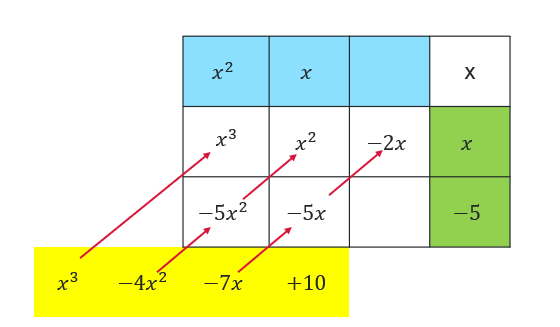 x² x x
x³ x² −2x x
−5x² −5x −5
x³ −4x² −7x +10